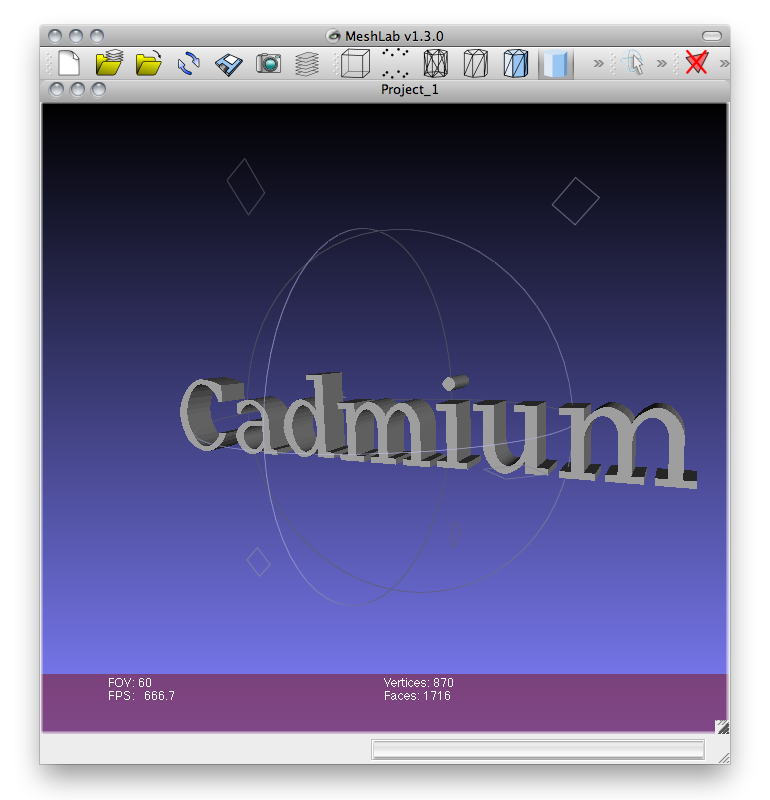 MeshLab v1.3.0
Project_1
Cadmium
FOV: 60
FPS: 666.7
Vertices: 870
Faces: 1716